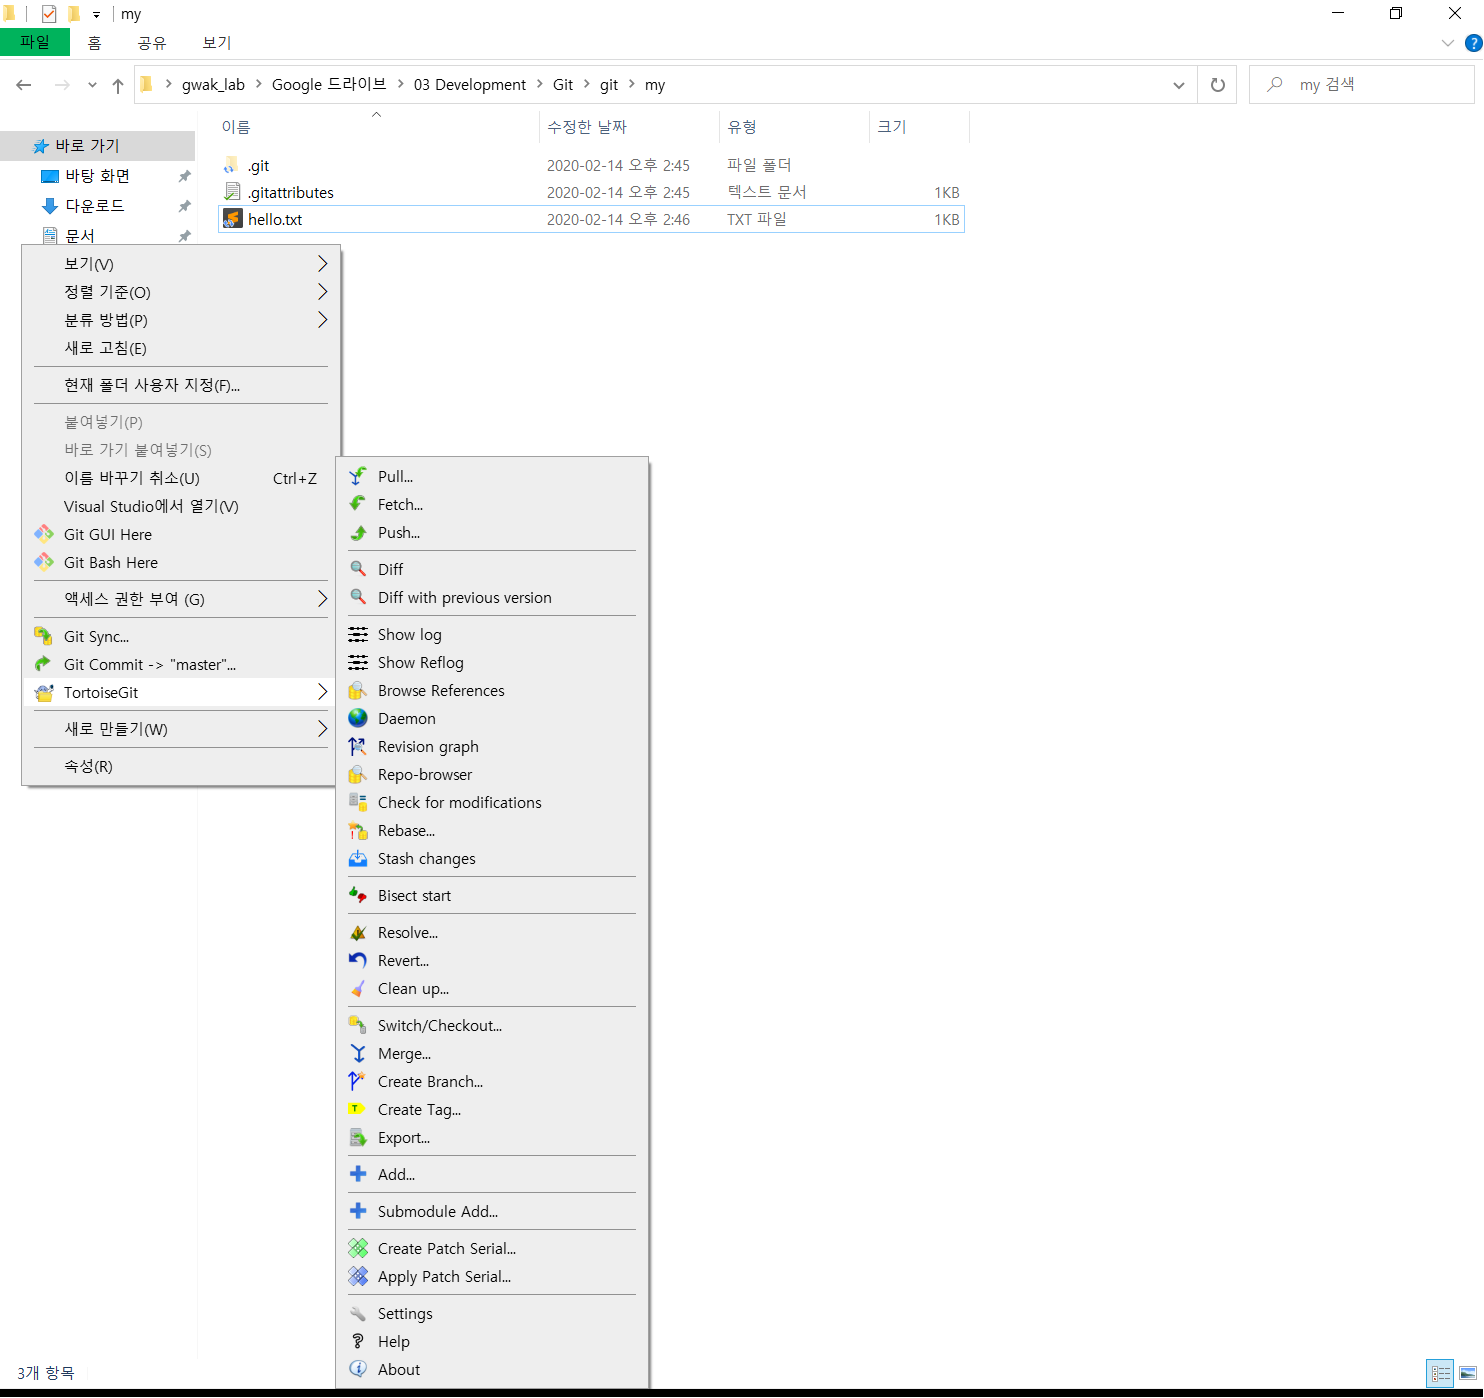 my
파일 홈 공유 보기
gwak_lab Google 드라이브 03 Development Git git my
my 검색
이름 수정한 날짜 유형 크기
바로 가기
바탕 화면
다운로드
문서
.git 2020-02-14 오후 2:45 파일 폴더
.gitattributes 2020-02-14 오후 2:45 텍스트 문서 1KB
hello.txt 2020-02-14 오후 2:46 TXT 파일 1KB
보기(V)
정렬 기준(O)
분류 방법(P)
새로 고침(E)
현재 폴더 사용자 지정(F)...
붙여넣기(P)
바로 가기 붙여넣기(S)
이름 바꾸기 취소(U) Ctrl+Z
Visual Studio에서 열기(V)
Git GUI Here
Git Bash Here
액세스 권한 부여 (G)
Git Sync...
Git Commit -> "master"...
TortoiseGit
새로 만들기(W)
속성(R)
Pull...
Fetch...
Push...
Diff
Diff with previous version
Show log
Show Reflog
Browse References
Daemon
Revision graph
Repo-browser
Check for modifications
Rebase...
Stash changes
Bisect start
Resolve...
Revert...
Clean up...
Switch/Checkout...
Merge...
Create Branch...
Create Tag...
Export...
Add...
Submodule Add...
Create Patch Serial...
Apply Patch Serial...
Settings
Help
About
3개 항목